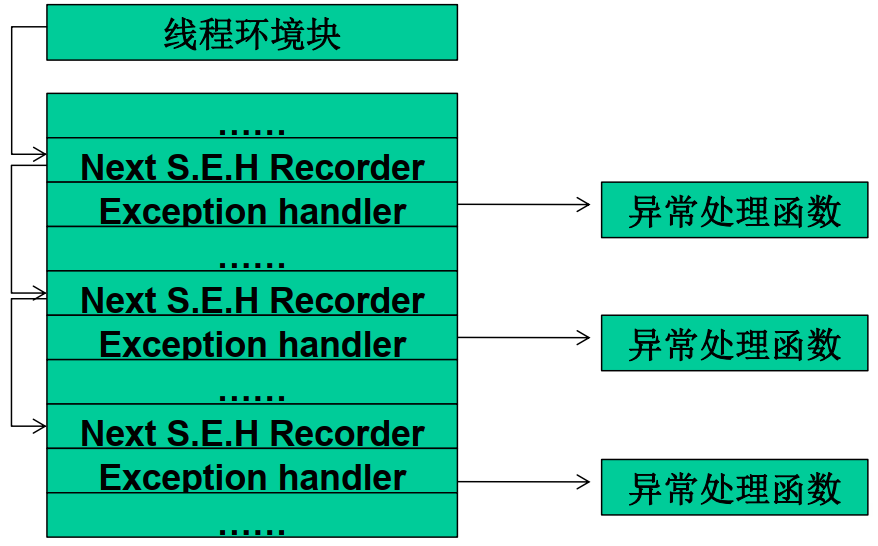 线程环境块
......
Next S.E.H Recorder
Exception handler
异常处理函数
......
Next S.E.H Recorder
Exception handler
异常处理函数
......
Next S.E.H Recorder
Exception handler
异常处理函数
......